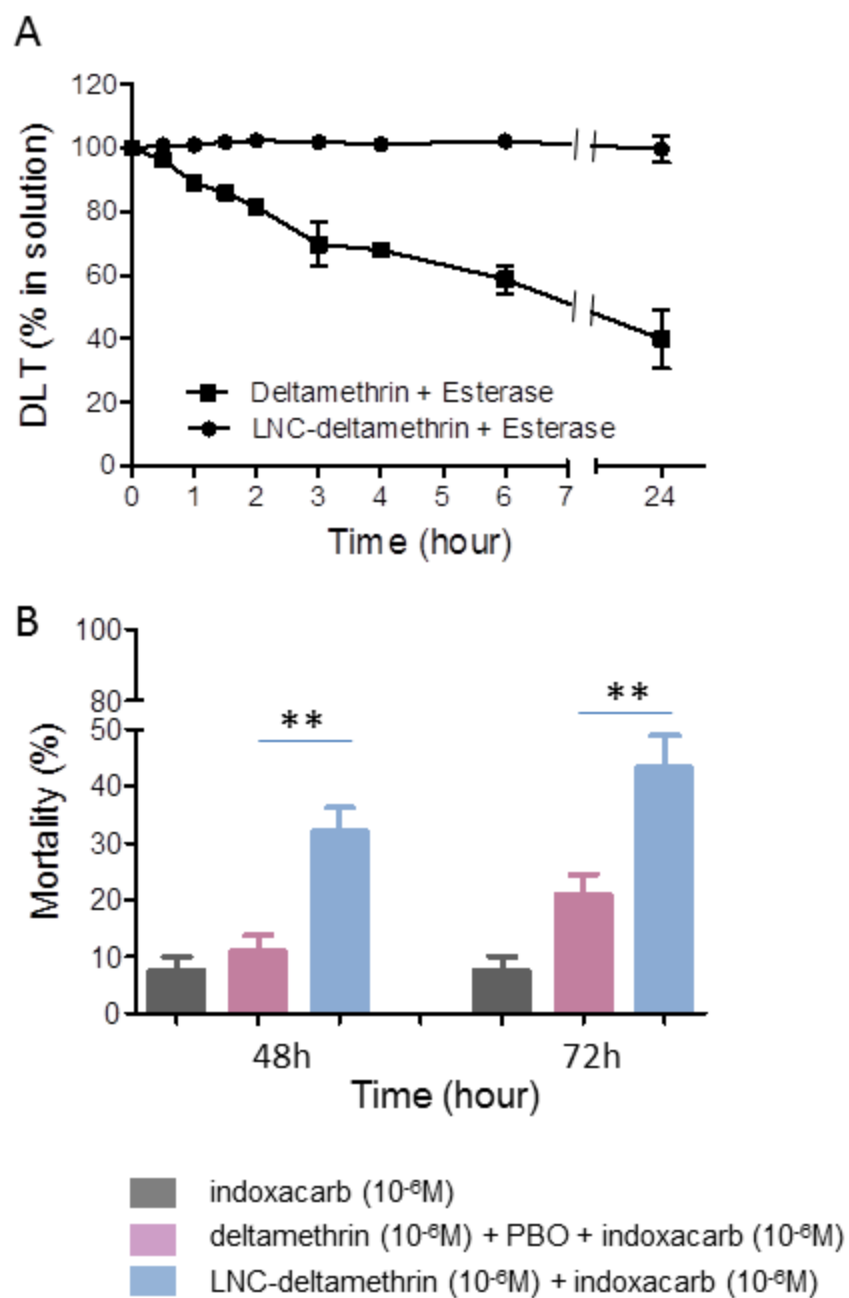 A
120
100
80
60
40
20
0
DLT (% in solution)
Deltamethrin + Esterase
LNC-deltamethrin + Esterase
0 1 2 3 4 5 6 7 24
Time (hour)
B
100
80
50
40
30
20
10
0
Mortality (%)
** **
48h 72h
Time (hour)
indoxacarb (10⁻⁶M)
deltamethrin (10⁻⁶M) + PBO + indoxacarb (10⁻⁶M)
LNC-deltamethrin (10⁻⁶M) + indoxacarb (10⁻⁶M)